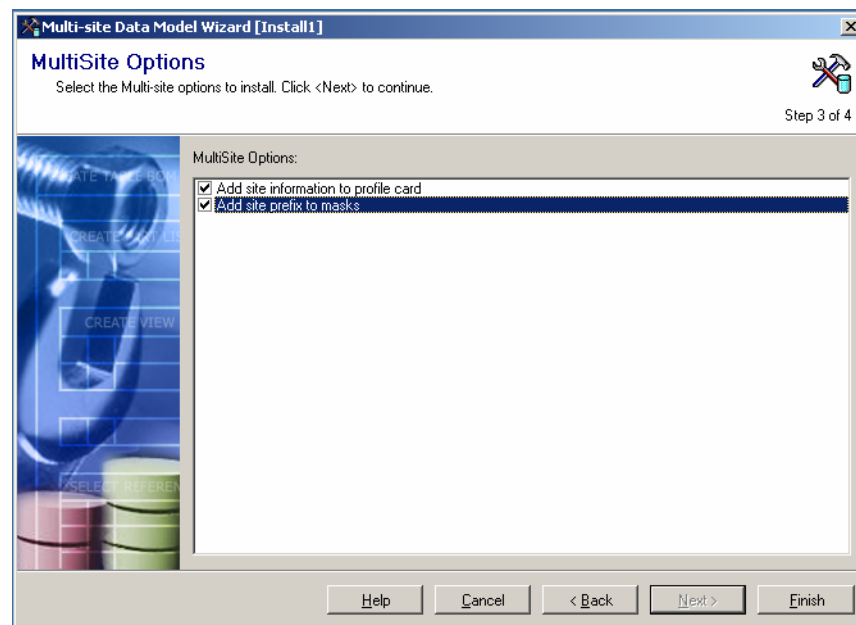 Multi-site Data Model Wizard [Install1]
MultiSite Options
Select the Multi-site options to install. Click <Next> to continue.
Step 3 of 4
MultiSite Options:
Add site information to profile card
Add site prefix to masks
CREATE VIEW
Help
Cancel
< Back
Next >
Finish